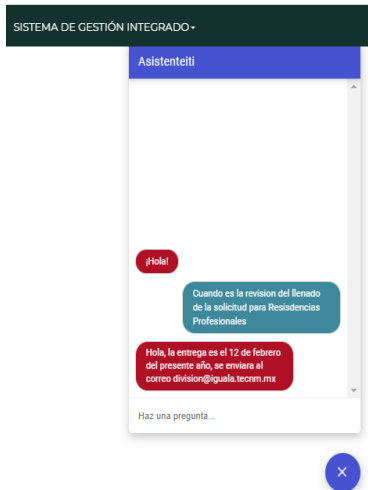 SISTEMA DE GESTIÓN INTEGRADO
Asistenteiti
¡Hola!
Cuando es la revision del llenado
de la solicitud para Resisdencias
Profesionales
Hola, la entrega es el 12 de febrero
del presente año, se enviara al
correo division@iguala.tecnm.mx
Haz una pregunta...